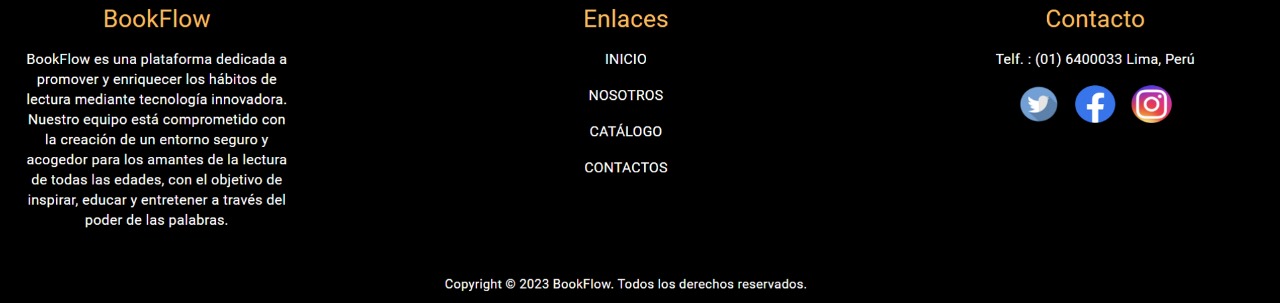 BookFlow
BookFlow es una plataforma dedicada a
promover y enriquecer los hábitos de
lectura mediante tecnología innovadora.
Nuestro equipo está comprometido con
la creación de un entorno seguro y
acogedor para los amantes de la lectura
de todas las edades, con el objetivo de
inspirar, educar y entretener a través del
poder de las palabras.
Enlaces
INICIO
NOSOTROS
CATÁLOGO
CONTACTOS
Contacto
Telf. : (01) 6400033 Lima, Perú
Copyright © 2023 BookFlow. Todos los derechos reservados.